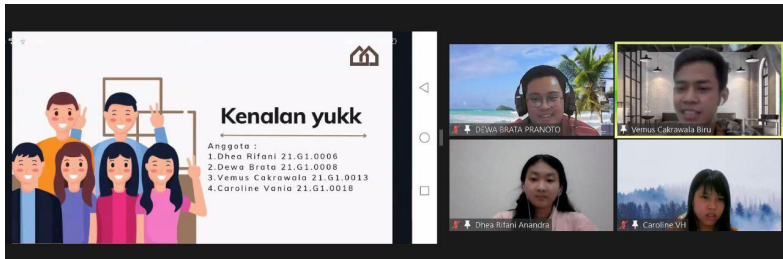 Kenalan yukk
Anggota :
1.Dhea Rifani 21.G1.0006
2.Dewa Brata 21.G1.0008
3.Vemus Cakrawala 21.G1.0013
4.Caroline Vania 21.G1.0018
DEWA BRATA PRANOTO
Vemus Cakrawala Biru
Dhea Rifani Anandra
Caroline VH